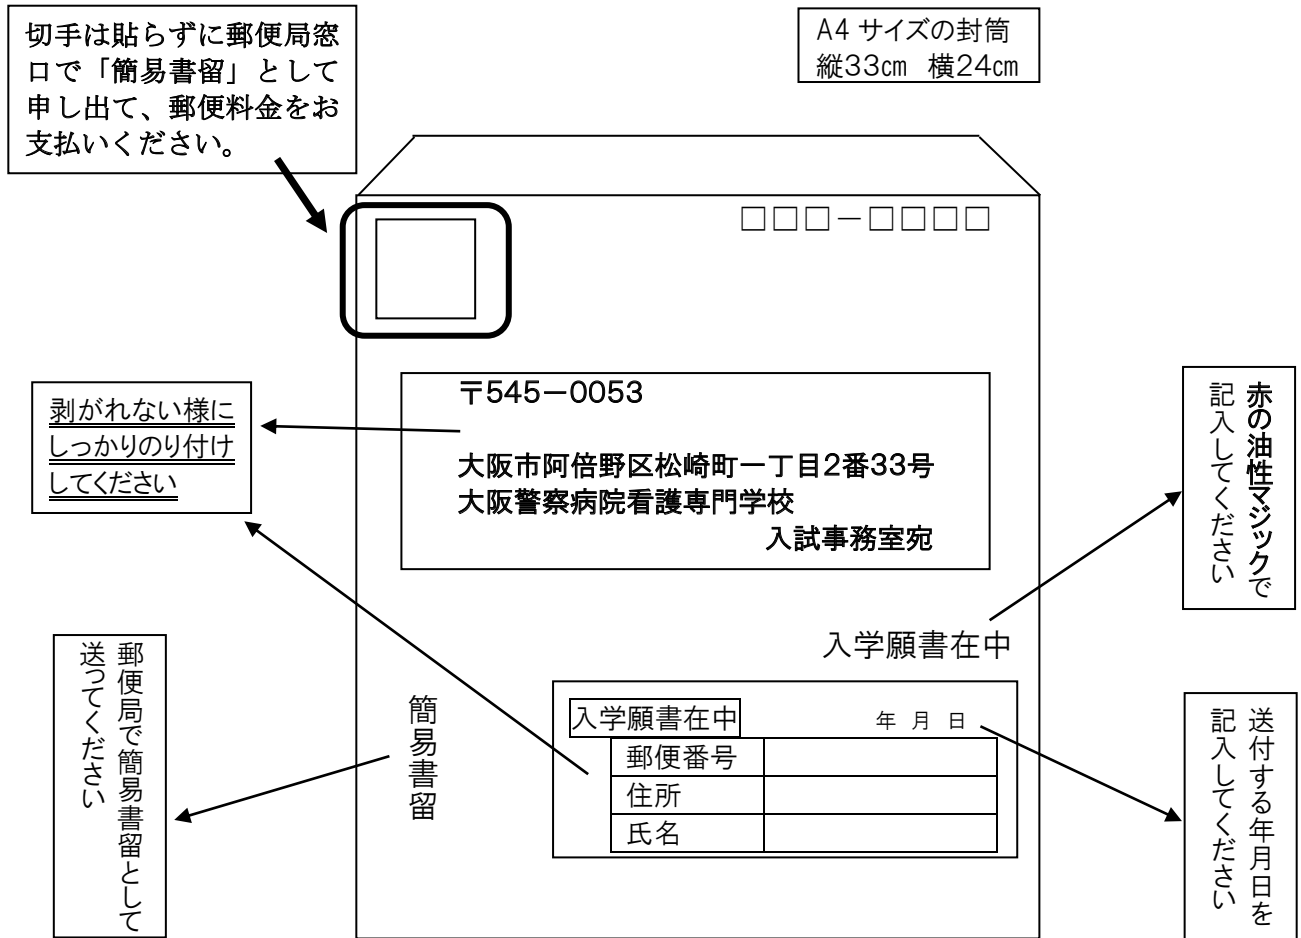 切手は貼らずに郵便局窓
口で「簡易書留」として
申し出て、郵便料金をお
支払いください。
A4 サイズの封筒
縦33㎝ 横24㎝
□□□－□□□□
剥がれない様に
しっかりのり付け
してください
〒545－0053
大阪市阿倍野区松崎町一丁目2番33号
大阪警察病院看護専門学校
入試事務室宛
赤の油性マジックで
記入してください
入学願書在中
郵便局で簡易書留として
送ってください
簡易書留
入学願書在中 年 月 日
郵便番号
住所
氏名
送付する年月日を
記入してください